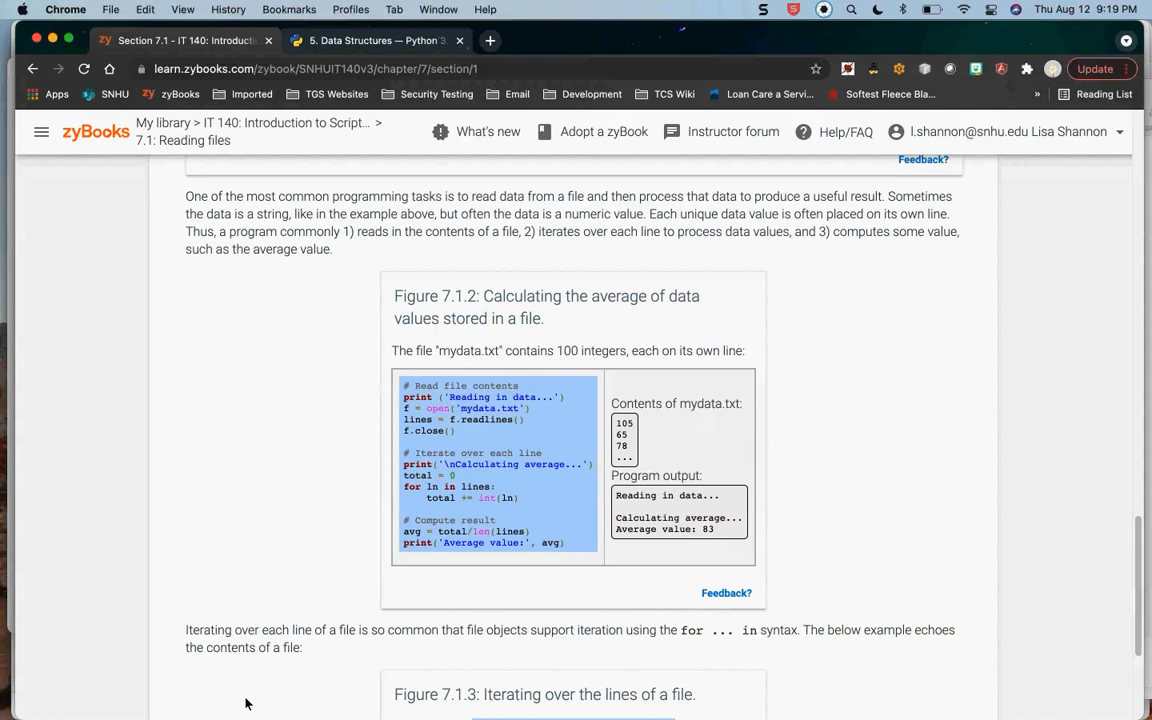 Chrome File Edit View History Bookmarks Profiles Tab Window Help Thu Aug 12 9:19 PM
Section 7.1 - IT 140: Introducti 5. Data Structures — Python 3.
learn.zybooks.com/zybook/SNHUIT140v3/chapter/7/section/1 Update
Apps SNHU zyBooks Imported TGS Websites Security Testing Email Development TCS Wiki Loan Care a Servi... Softest Fleece Bla... » Reading List
zyBooks My library > IT 140: Introduction to Script... > What's new Adopt a zyBook Instructor forum Help/FAQ l.shannon@snhu.edu Lisa Shannon
7.1: Reading files
Feedback?
One of the most common programming tasks is to read data from a file and then process that data to produce a useful result. Sometimes
the data is a string, like in the example above, but often the data is a numeric value. Each unique data value is often placed on its own line.
Thus, a program commonly 1) reads in the contents of a file, 2) iterates over each line to process data values, and 3) computes some value,
such as the average value.
Figure 7.1.2: Calculating the average of data
values stored in a file.
The file "mydata.txt" contains 100 integers, each on its own line:
# Read file contents
print ('Reading in data...')
f = open('mydata.txt')
lines = f.readlines()
f.close()
# Iterate over each line
print('\nCalculating average...')
total = 0
for ln in lines:
total += int(ln)
# Compute result
avg = total/len(lines)
print('Average value:', avg)
Contents of mydata.txt:
105
65
78
...
Program output:
Reading in data...
Calculating average...
Average value: 83
Feedback?
Iterating over each line of a file is so common that file objects support iteration using the for ... in syntax. The below example echoes
the contents of a file:
Figure 7.1.3: Iterating over the lines of a file.